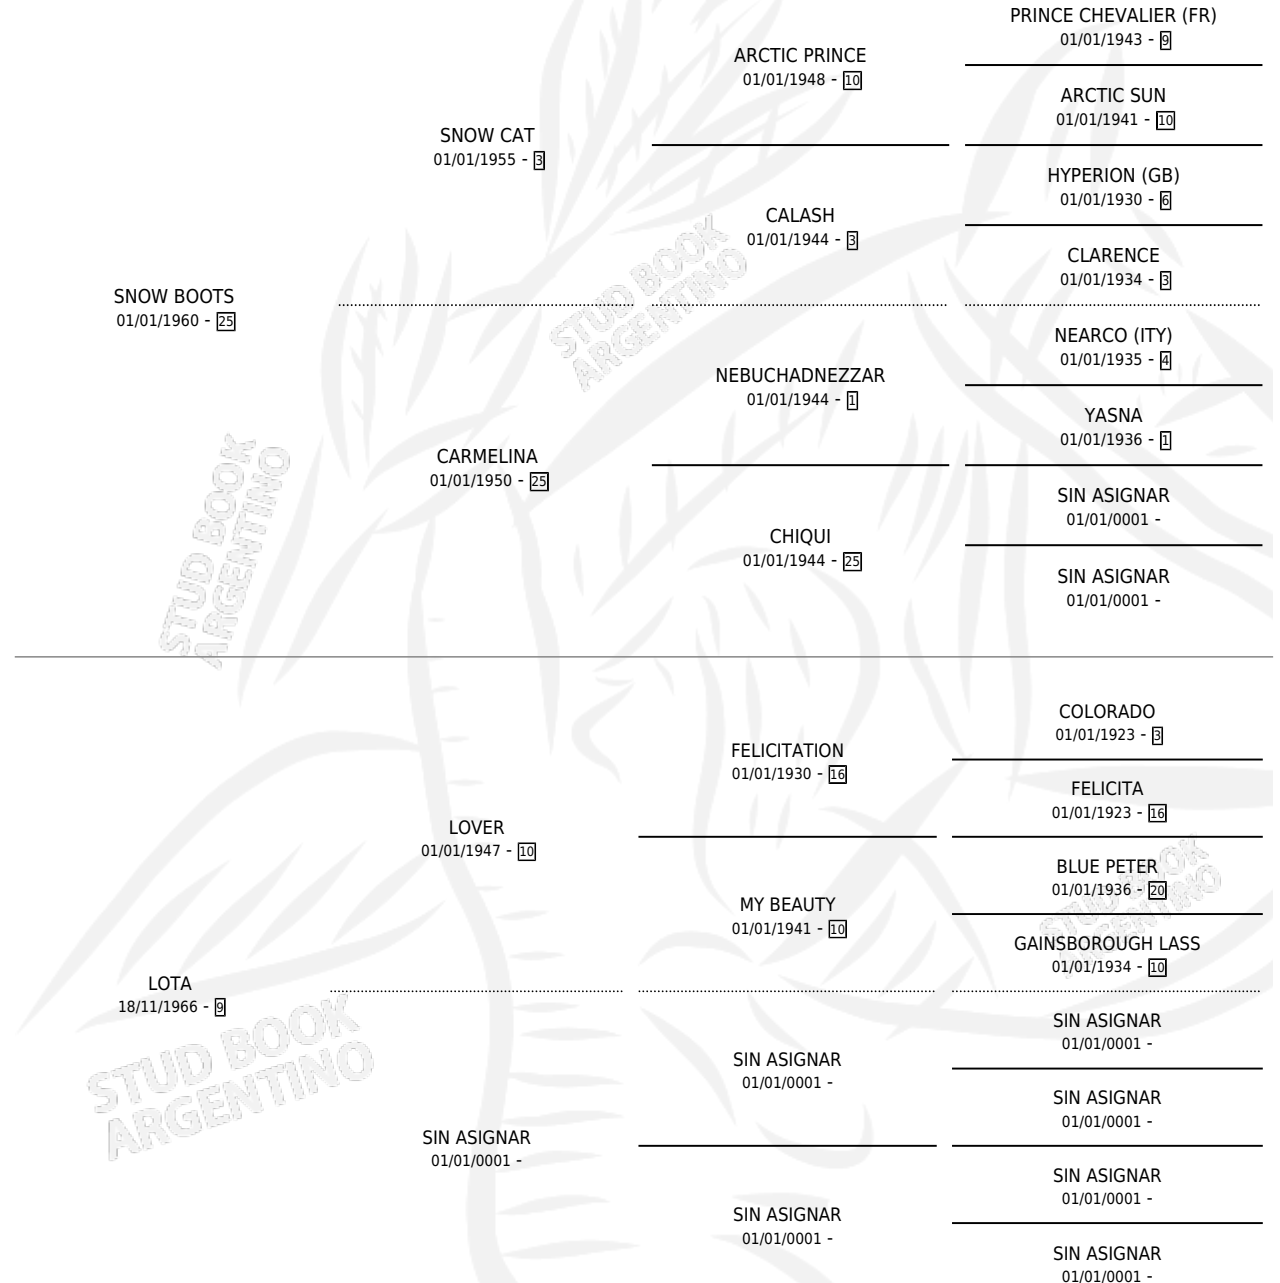 PRINCE CHEVALIER (FR)
01/01/1943 - 9
ARCTIC PRINCE
01/01/1948 - 10
ARCTIC SUN
01/01/1941 - 10
SNOW CAT
01/01/1955 - 3
HYPERION (GB)
01/01/1930 - 6
CALASH
01/01/1944 - 3
CLARENCE
01/01/1934 - 3
SNOW BOOTS
01/01/1960 - 25
STUD BOOK
ARGENTINO
NEARCO (ITY)
01/01/1935 - 4
NEBUCHADNEZZAR
01/01/1944 - 1
YASNA
01/01/1936 - 1
CARMELINA
01/01/1950 - 25
STUD BOOK
ARGENTINO
SIN ASIGNAR
01/01/0001 -
CHIQUI
01/01/1944 - 25
SIN ASIGNAR
01/01/0001 -
COLORADO
01/01/1923 - 3
FELICITATION
01/01/1930 - 16
FELICITA
01/01/1923 - 16
LOVER
01/01/1947 - 10
BLUE PETER
01/01/1936 - 20
STUD BOOK
ARGENTINO
MY BEAUTY
01/01/1941 - 10
GAINSBOROUGH LASS
01/01/1934 - 10
LOTA
18/11/1966 - 9
STUD BOOK
ARGENTINO
SIN ASIGNAR
01/01/0001 -
SIN ASIGNAR
01/01/0001 -
SIN ASIGNAR
01/01/0001 -
SIN ASIGNAR
01/01/0001 -
SIN ASIGNAR
01/01/0001 -
SIN ASIGNAR
01/01/0001 -
SIN ASIGNAR
01/01/0001 -